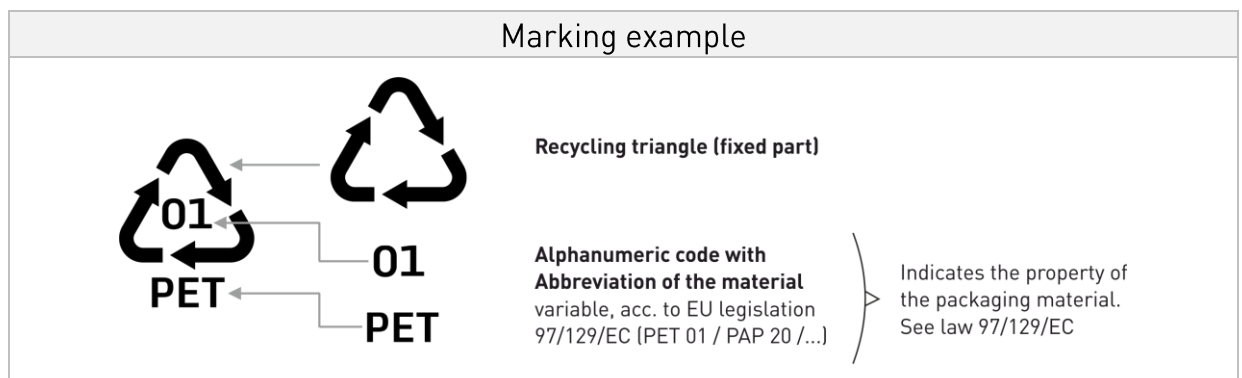 Marking example
Recycling triangle (fixed part)
01
PET
01
PET
Alphanumeric code with
Abbreviation of the material
variable, acc. to EU legislation
97/129/EC (PET 01 / PAP 20 /...)
Indicates the property of
the packaging material.
See law 97/129/EC